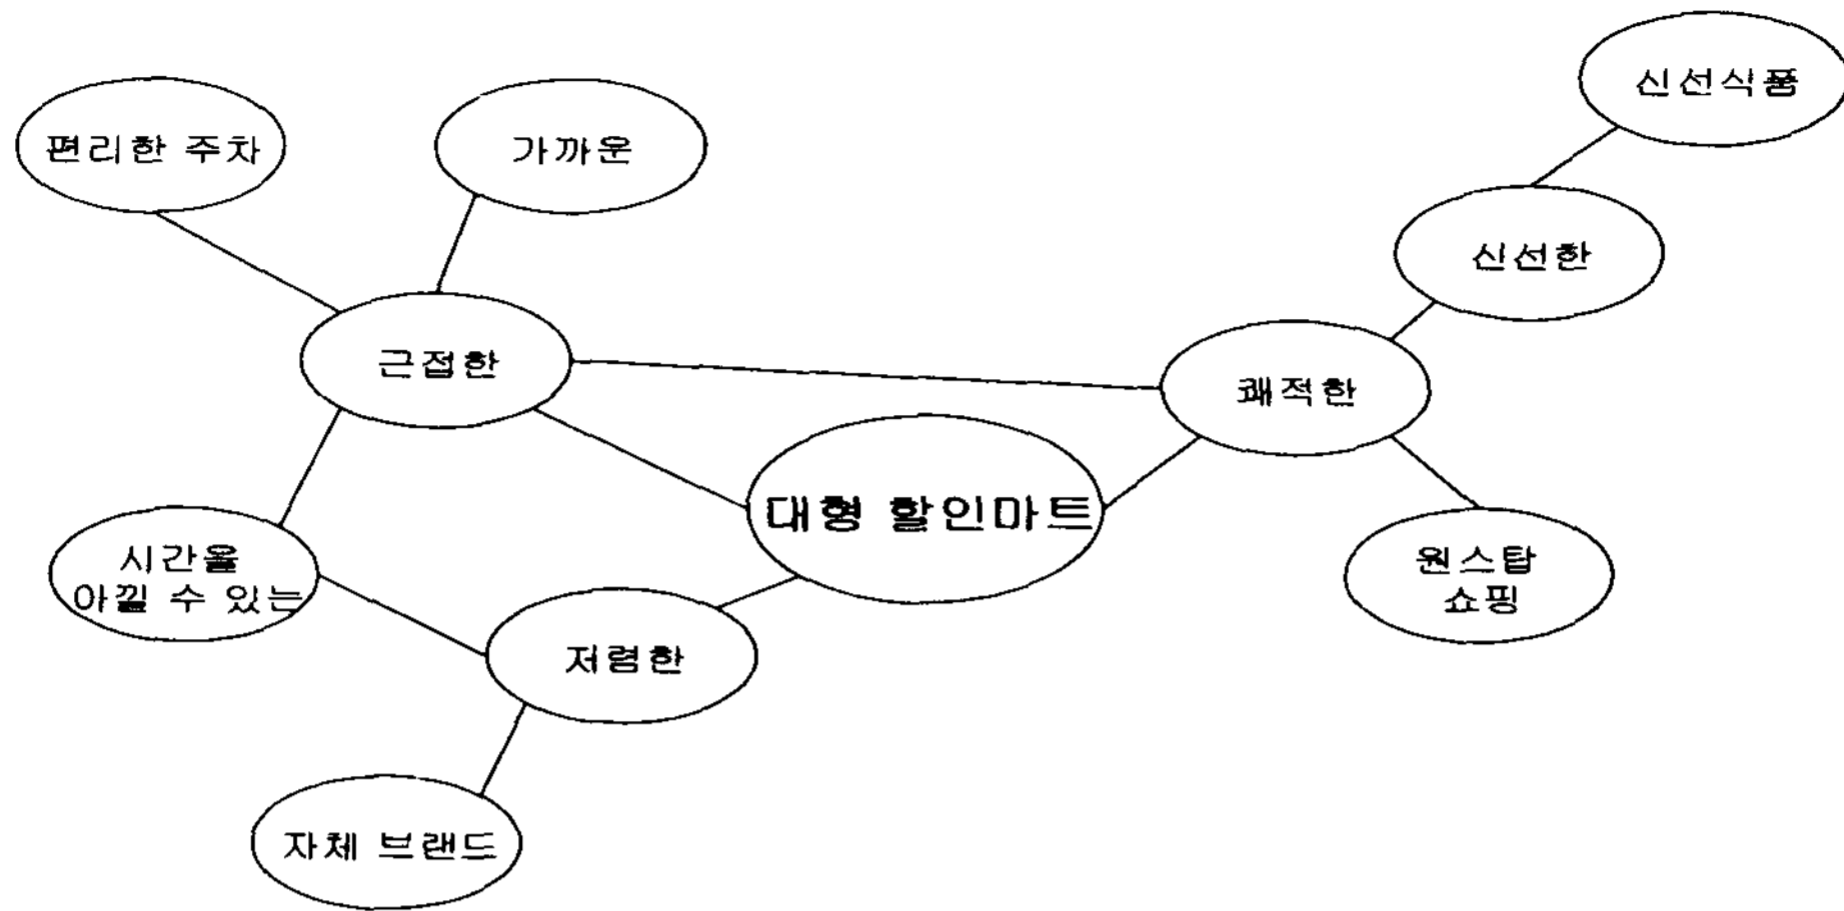 신선식품
편리한 주차
가까운
신선한
근접한
쾌적한
대형 할인마트
시간을
아낄 수 있는
원스탑
쇼핑
저렴한
자체 브랜드